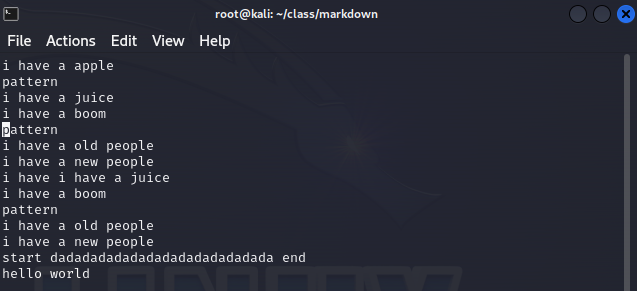 root@kali: ~/class/markdown
File Actions Edit View Help
i have a apple
pattern
i have a juice
i have a boom
pattern
i have a old people
i have a new people
i have i have a juice
i have a boom
pattern
i have a old people
i have a new people
start dadadadadadadadadadadadadada end
hello world